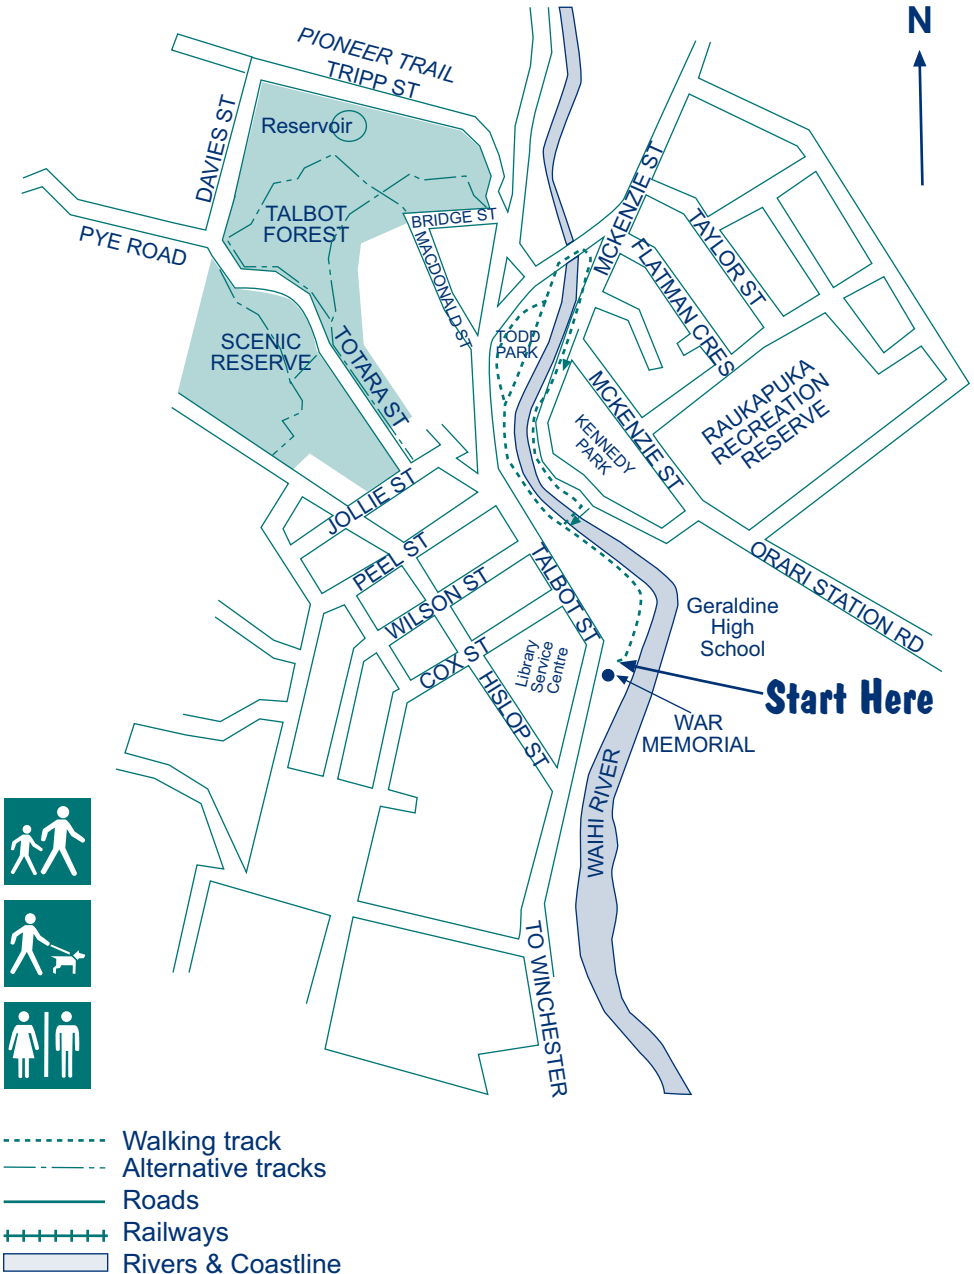 N
PIONEER TRAIL
TRIPP ST
Reservoir
DAVIES ST
TALBOT
FOREST
BRIDGE ST
MCKENZIE ST
TAYLOR ST
FLATMAN CRES
PYE ROAD
MACDONALD ST
SCENIC
RESERVE
TOTARA ST
TODD
PARK
MCKENZIE ST
RAUKAPUKA
RECREATION
RESERVE
KENNEDY
PARK
JOLLIE ST
PEEL ST
WILSON ST
COX ST
TALBOT ST
ORARI STATION RD
Geraldine
High
School
Library
Service
Centre
HISLOP ST
Start Here
WAR
MEMORIAL
WAIHI RIVER
TO WINCHESTER
Walking track
Alternative tracks
Roads
Railways
Rivers & Coastline